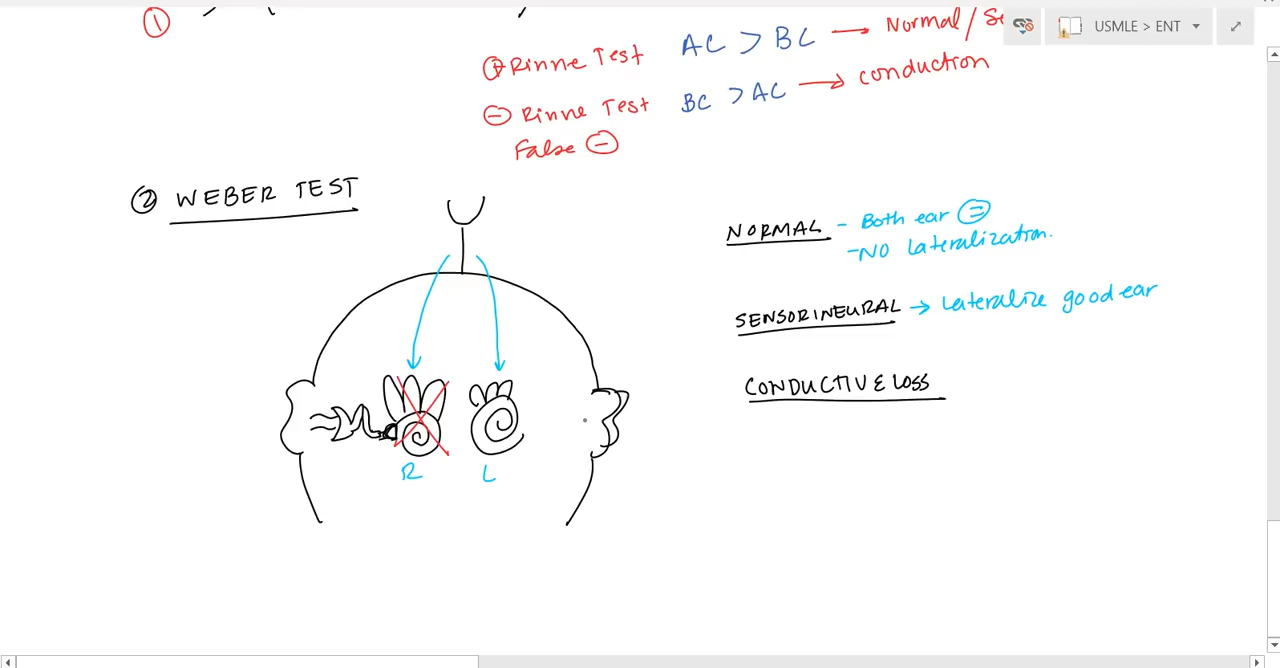 ①
USMLE > ENT
⊕ Rinne Test AC > BC → Normal/Se
⊖ Rinne Test BC > AC → conduction
False ⊖
② WEBER TEST
NORMAL - Both ear ⊜
- NO lateralization.
SENSORINEURAL → Lateralize good ear
CONDUCTIVE LOSS
R L